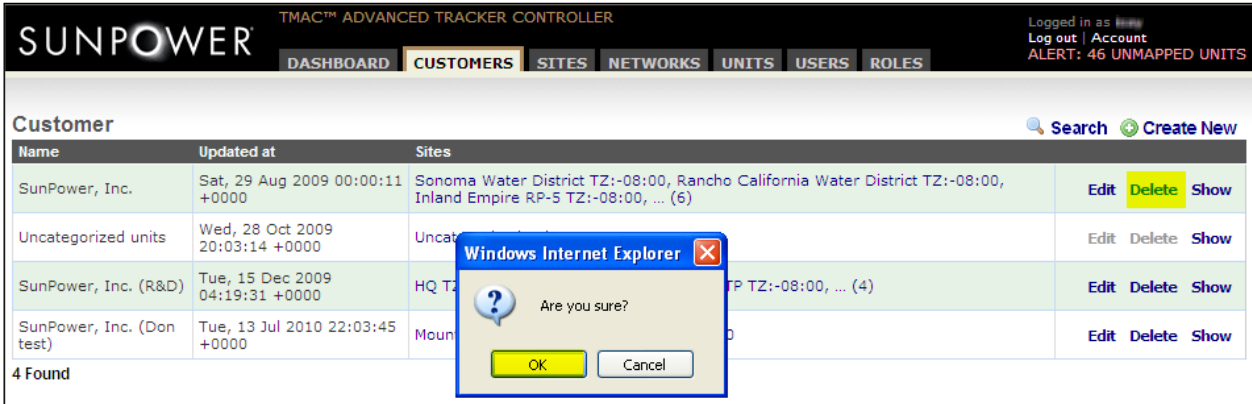 TMAC™ ADVANCED TRACKER CONTROLLER
SUNPOWER
Logged in as
Log out | Account
ALERT: 46 UNMAPPED UNITS
DASHBOARD CUSTOMERS SITES NETWORKS UNITS USERS ROLES
Customer
Search Create New
Name Updated at Sites
SunPower, Inc. Sat, 29 Aug 2009 00:00:11 +0000 Sonoma Water District TZ:-08:00, Rancho California Water District TZ:-08:00,
Inland Empire RP-5 TZ:-08:00, ... (6) Edit Delete Show
Uncategorized units Wed, 28 Oct 2009
20:03:14 +0000 Edit Delete Show
SunPower, Inc. (R&D) Tue, 15 Dec 2009
04:19:31 +0000 HQ TP TZ:-08:00, ... (4) Edit Delete Show
SunPower, Inc. (Don
test) Tue, 13 Jul 2010 22:03:45
+0000 Edit Delete Show
4 Found
Windows Internet Explorer
Are you sure?
OK Cancel